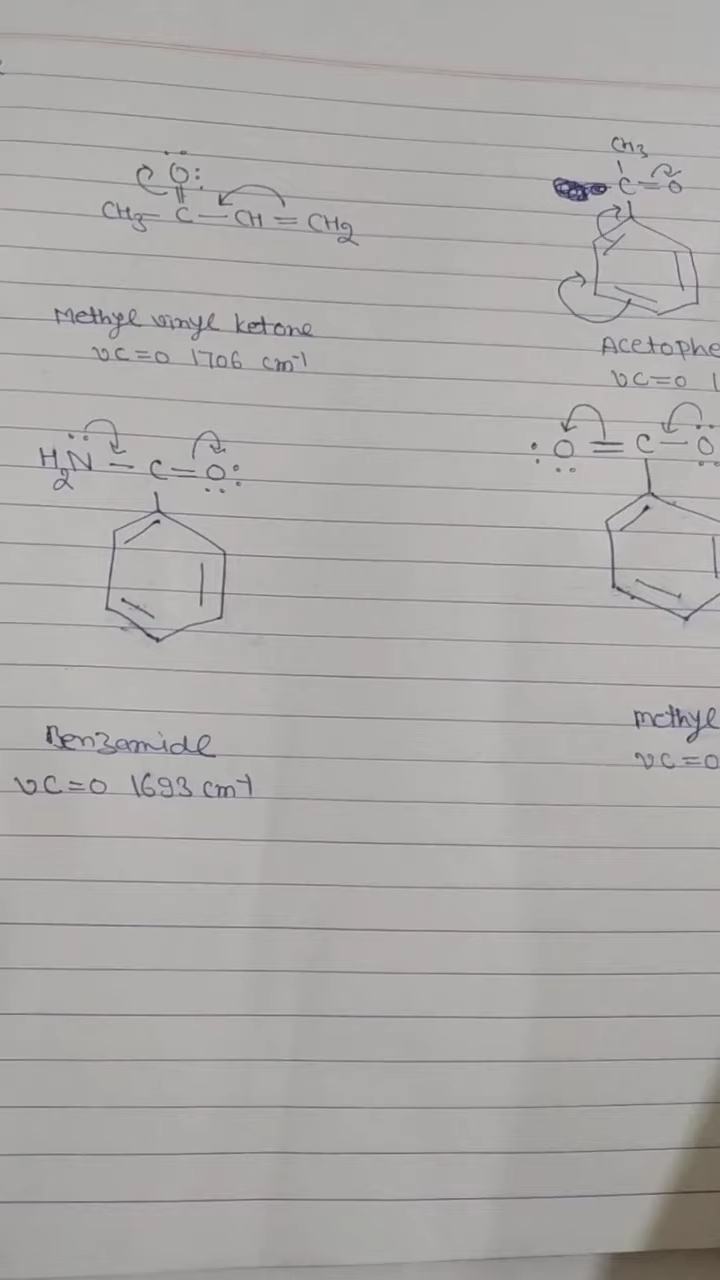 CH3
:O:
C=O
CH3-C-CH=CH2
Methyl vinyl ketone
νC=O 1706 cm-1
Acetophe
νC=O 1
H2N-C=O:
:O=C-O
Benzamide
νC=O 1693 cm-1
methyl
νC=O